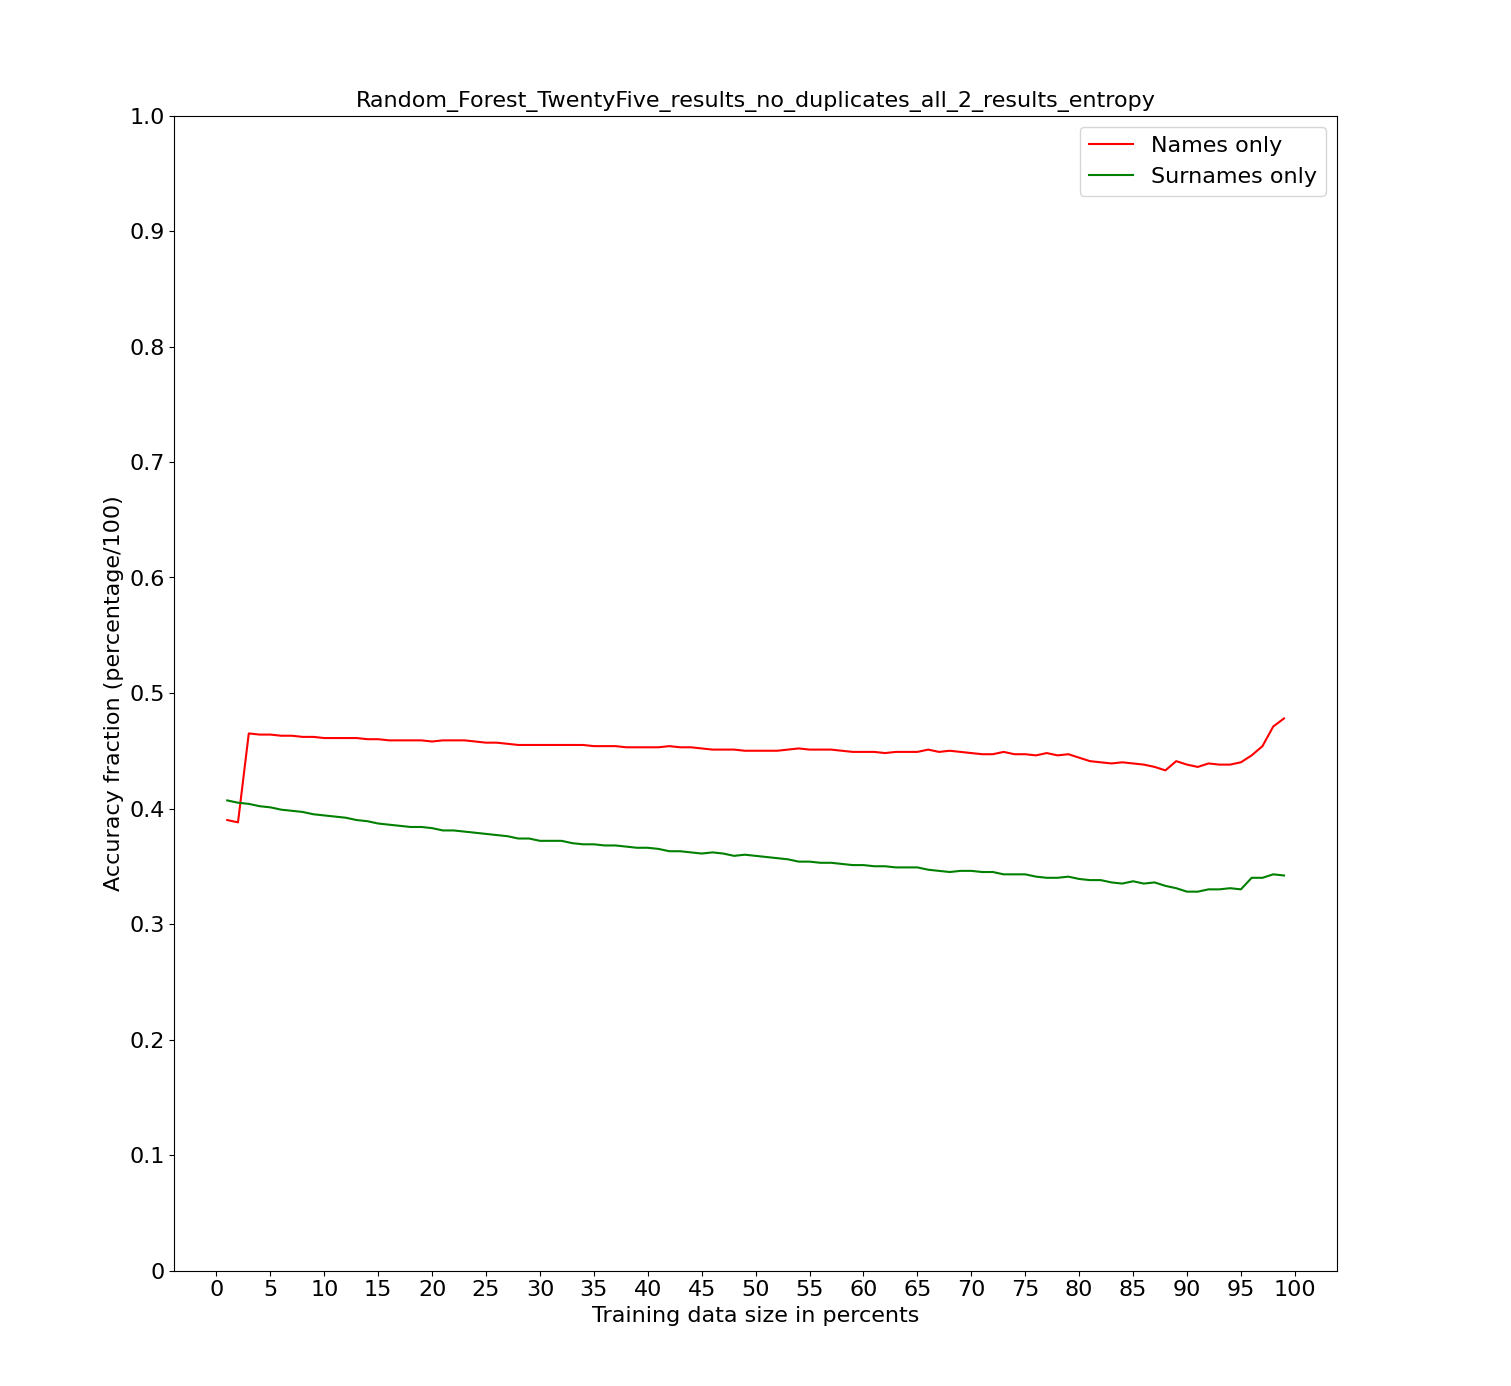 Random_Forest_TwentyFive_results_no_duplicates_all_2_results_entropy
Names only
Surnames only
Accuracy fraction (percentage/100)
1.0
0.9
0.8
0.7
0.6
0.5
0.4
0.3
0.2
0.1
0
0 5 10 15 20 25 30 35 40 45 50 55 60 65 70 75 80 85 90 95 100
Training data size in percents